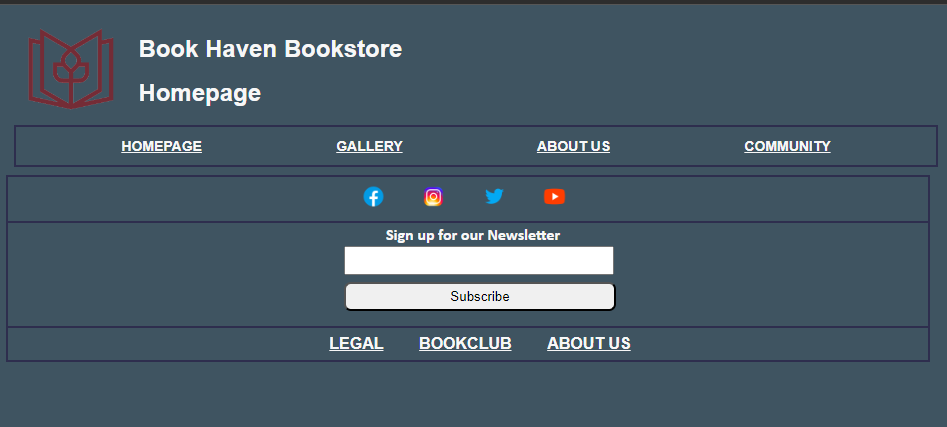 Book Haven Bookstore
Homepage
HOMEPAGE GALLERY ABOUT US COMMUNITY
Sign up for our Newsletter
Subscribe
LEGAL BOOKCLUB ABOUT US